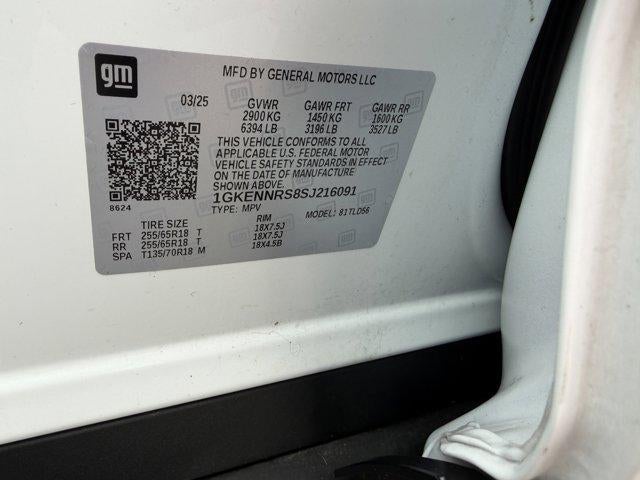 gm
MFD BY GENERAL MOTORS LLC
03/25 GVWR GAWR FRT GAWR RR
2900 KG 1450 KG 1600 KG
6394 LB 3196 LB 3527 LB
THIS VEHICLE CONFORMS TO ALL
APPLICABLE U.S. FEDERAL MOTOR
VEHICLE SAFETY STANDARDS IN EFFECT
ON THE DATE OF MANUFACTURE
SHOWN ABOVE.
1GKENNRS8SJ216091
8624
TYPE: MPV MODEL: 81TLD56
TIRE SIZE RIM
FRT 255/65R18 T 18X7.5J
RR 255/65R18 T 18X7.5J
SPA T135/70R18 M 18X4.5B